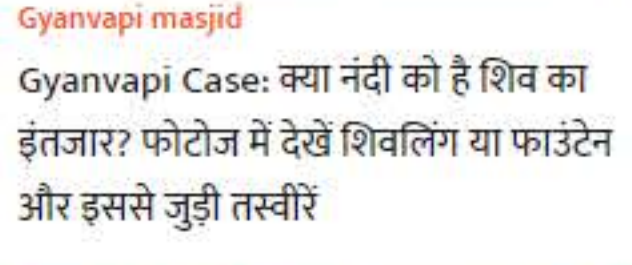 Gyanvapi masjid
Gyanvapi Case: क्या नंदी को है शिव का
इंतजार? फोटोज में देखें शिवलिंग या फाउंटेन
और इससे जुड़ी तस्वीरें